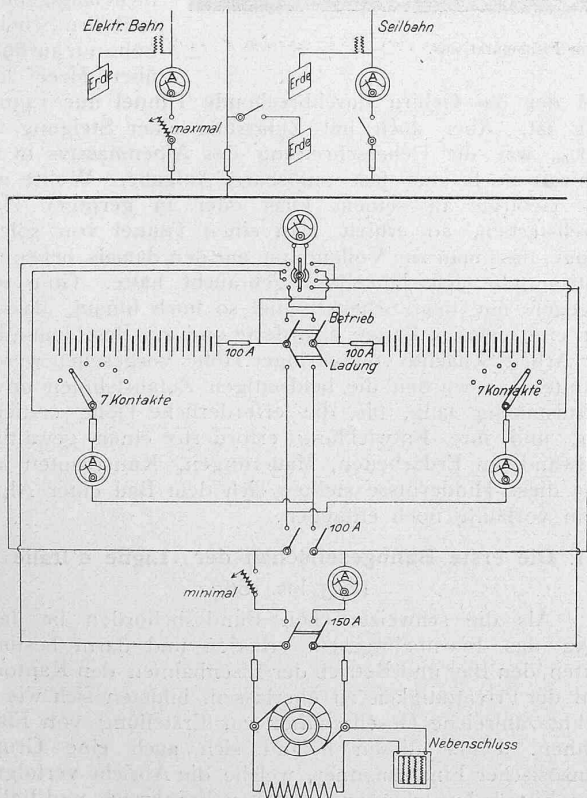 Elektr. Bahn
Seilbahn
A
A
Erde
Erde
maximal
Erde
V
Betrieb
100 A
100 A
Ladung
7 Kontakte
7 Kontakte
A
A
100 A
minimal
A
150 A
Nebenschluss